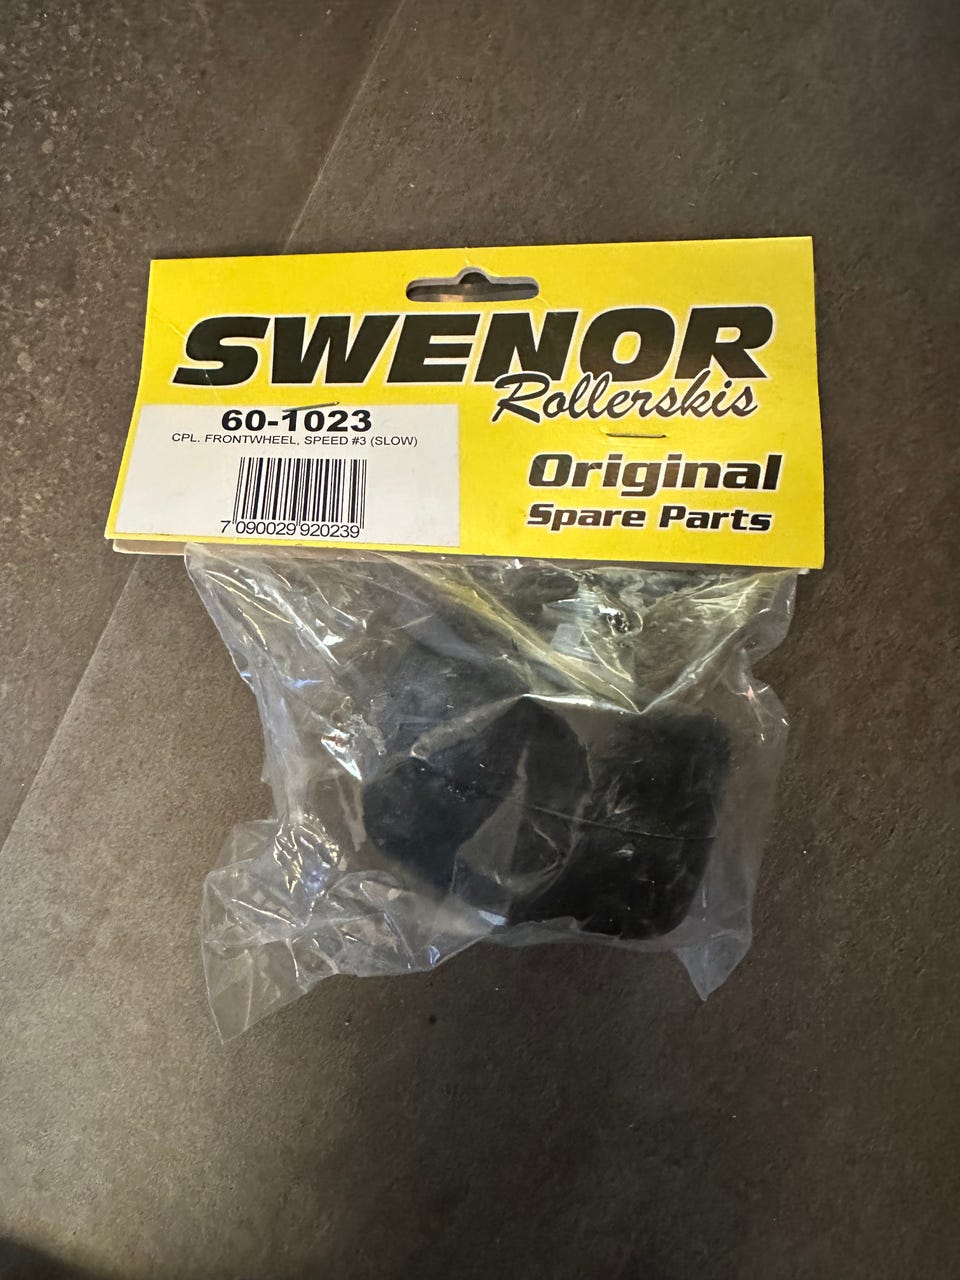 SWENOR
Rollerskis
60-1023
CPL. FRONTWHEEL, SPEED #3 (SLOW)
7 090029 920239
Original
Spare Parts